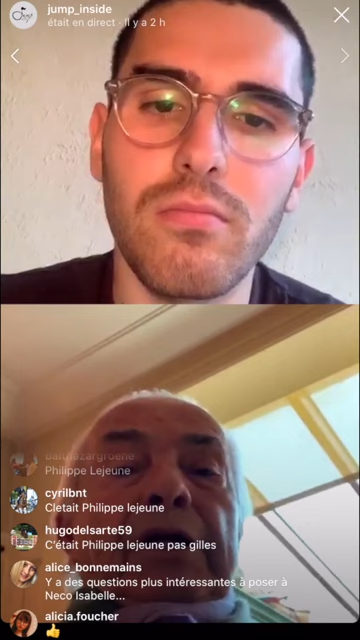 Jump
jump_inside
était en direct · Il y a 2 h
Philippe Lejeune
cyrilbnt
Cletait Philippe lejeune
hugodelsarte59
C'était Philippe lejeune pas gilles
alice_bonnemains
Y a des questions plus intéressantes à poser à
Neco Isabelle...
alicia.foucher
👍